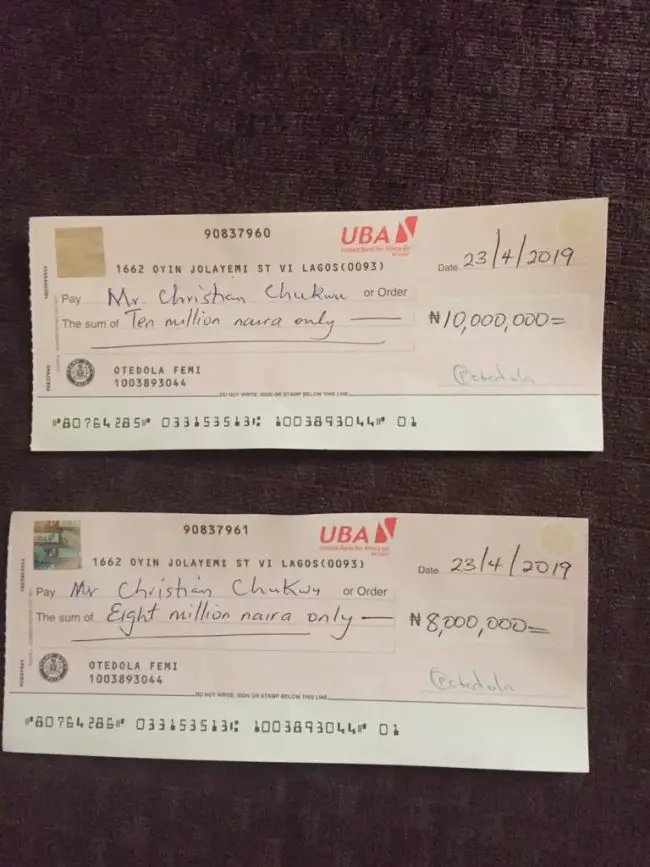 90837960
UBA
United Bank for Africa plc
1662 OYIN JOLAYEMI ST VI LAGOS(0093)
Date 23/4/2019
Pay Mr. Christian Chukwu or Order
The sum of Ten million naira only
₦10,000,000=
OTEDOLA FEMI
1003893044
DO NOT WRITE, SIGN OR STAMP BELOW THIS LINE
⑈80764285⑈ 033153513⑆ 1003893044⑈ 01
90837961
UBA
United Bank for Africa plc
1662 OYIN JOLAYEMI ST VI LAGOS(0093)
Date 23/4/2019
Pay Mr Christian Chukwu or Order
The sum of Eight million naira only
₦8,000,000=
OTEDOLA FEMI
1003893044
DO NOT WRITE, SIGN OR STAMP BELOW THIS LINE
⑈80764286⑈ 033153513⑆ 1003893044⑈ 01